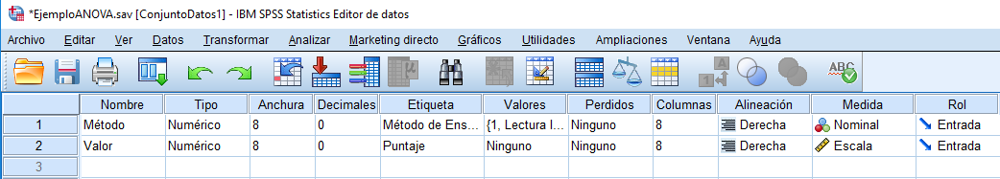 *EjemploANOVA.sav [ConjuntoDatos1] - IBM SPSS Statistics Editor de datos
Archivo Editar Ver Datos Transformar Analizar Marketing directo Gráficos Utilidades Ampliaciones Ventana Ayuda
A 1 ABC
Nombre Tipo Anchura Decimales Etiqueta Valores Perdidos Columnas Alineación Medida Rol
1 Método Numérico 8 0 Método de Ens... {1, Lectura l... Ninguno 8 Derecha Nominal Entrada
2 Valor Numérico 8 0 Puntaje Ninguno Ninguno 8 Derecha Escala Entrada
3